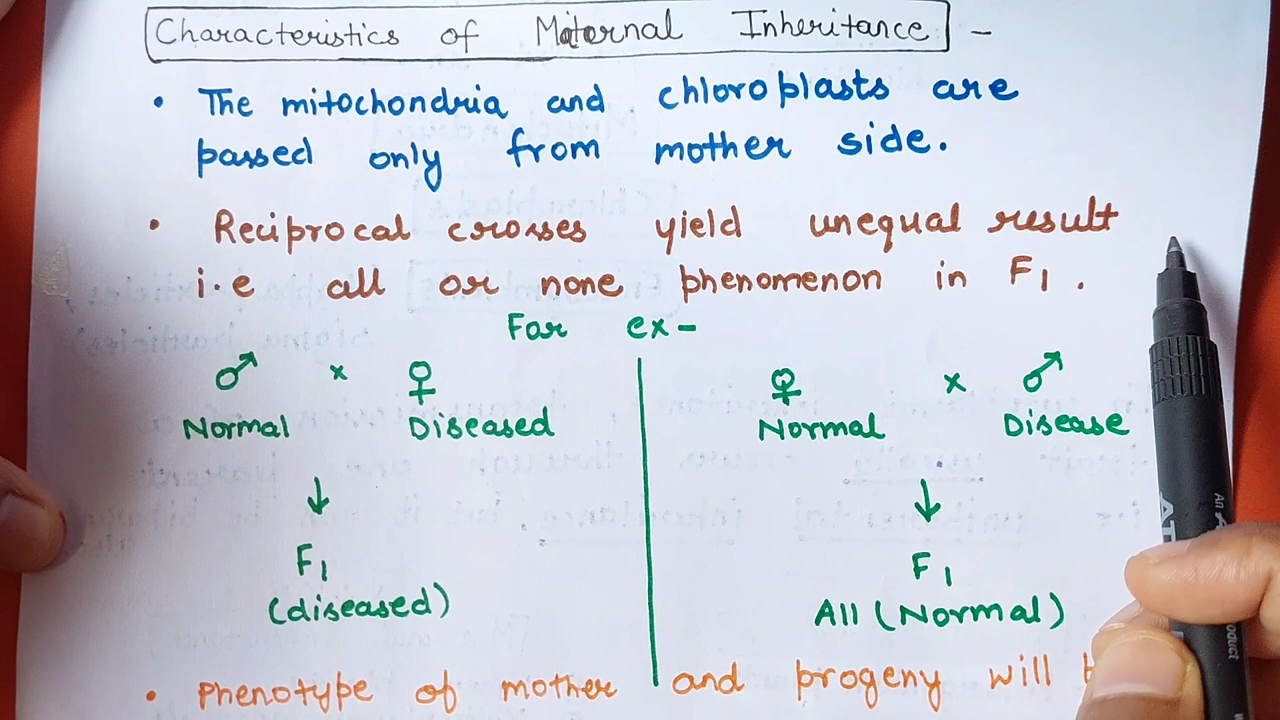 Characteristics of Maternal Inheritance -
• The mitochondria and chloroplasts are
passed only from mother side.
• Reciprocal crosses yield unequal result
i.e all or none phenomenon in F1.
For ex-
♂ x ♀
Normal Diseased
↓
F1
(diseased)
♀ x ♂
Normal Disease
↓
F1
All (Normal)
• Phenotype of mother and progeny will